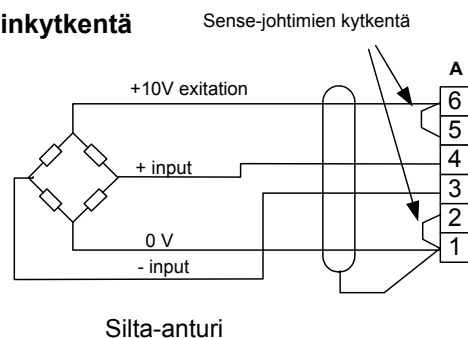 inkytkentä
Sense-johtimien kytkentä
A
+10V exitation
6
5
+ input
4
3
2
0 V
1
- input
Silta-anturi